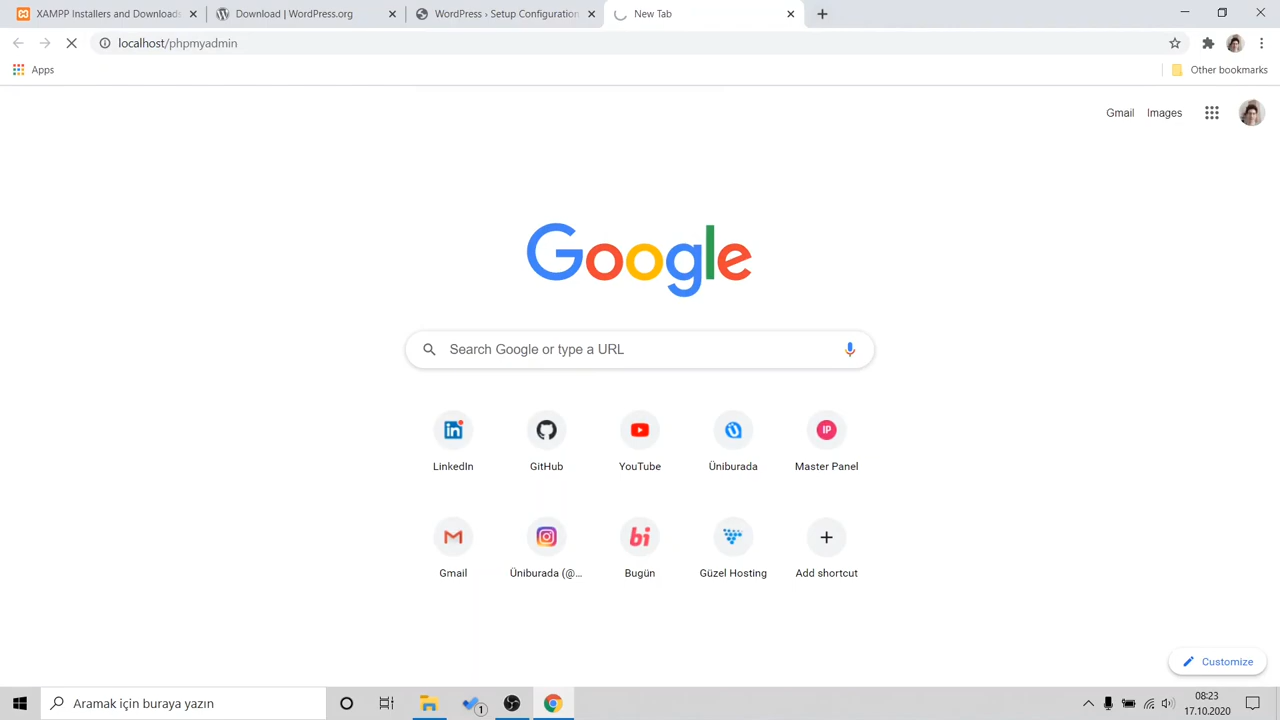 XAMPP Installers and Downloads
Download | WordPress.org
WordPress › Setup Configuration
New Tab
localhost/phpmyadmin
Apps
Other bookmarks
Gmail
Images
Google
Search Google or type a URL
LinkedIn
GitHub
YouTube
Üniburada
Master Panel
Gmail
Üniburada (@...
Bugün
Güzel Hosting
Add shortcut
Customize
Aramak için buraya yazın
1
08:23
17.10.2020